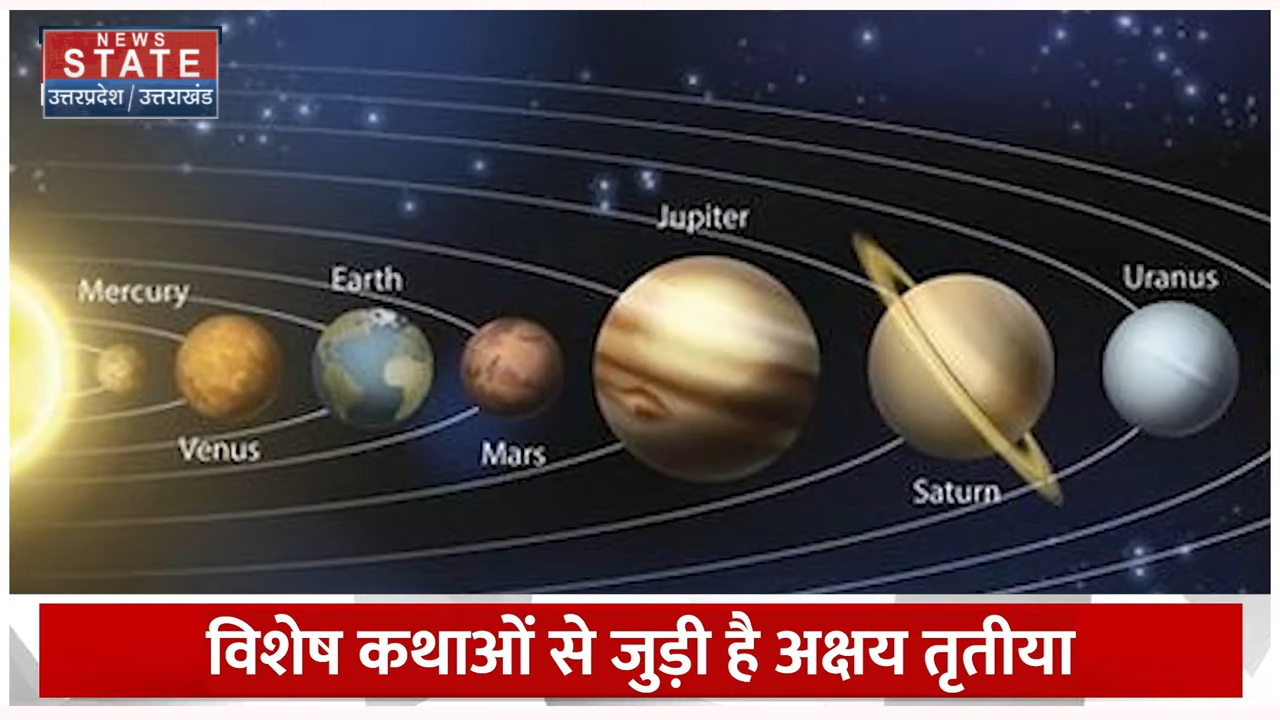 NEWS
STATE
उत्तरप्रदेश / उत्तराखंड
Jupiter
Earth
Uranus
Mercury
Venus
Mars
Saturn
विशेष कथाओं से जुड़ी है अक्षय तृतीया